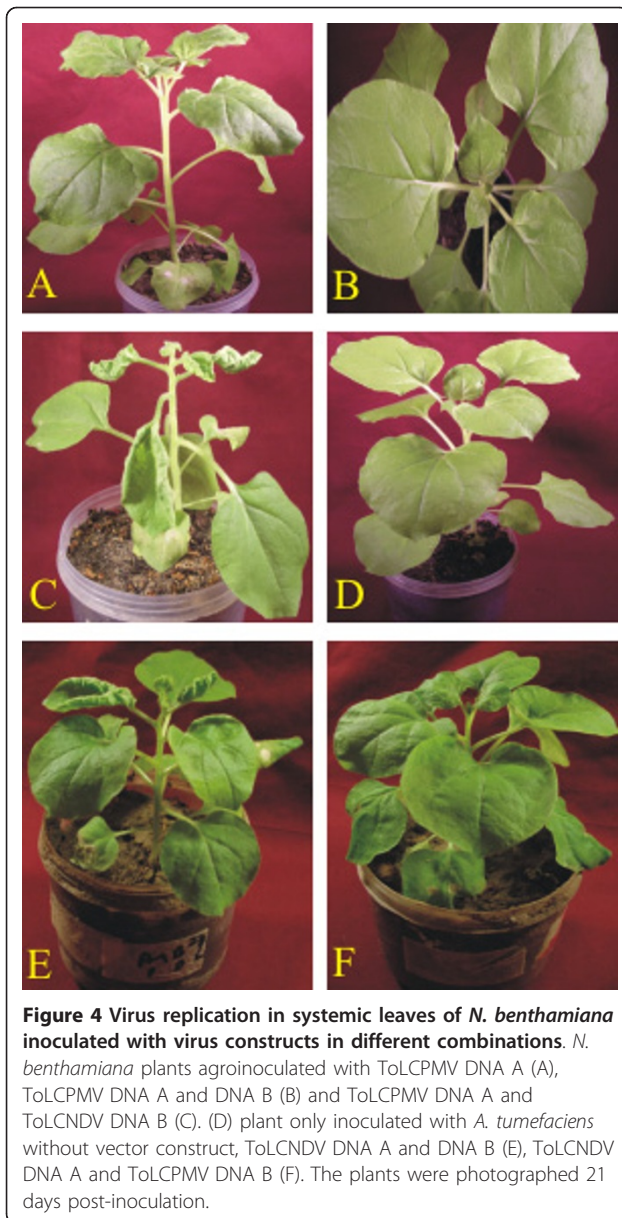 A
B
C
D
E
F
Figure 4 Virus replication in systemic leaves of N. benthamiana
inoculated with virus constructs in different combinations. N.
benthamiana plants agroinoculated with ToLCPMV DNA A (A),
ToLCPMV DNA A and DNA B (B) and ToLCPMV DNA A and
ToLCNDV DNA B (C). (D) plant only inoculated with A. tumefaciens
without vector construct, ToLCNDV DNA A and DNA B (E), ToLCNDV
DNA A and ToLCPMV DNA B (F). The plants were photographed 21
days post-inoculation.